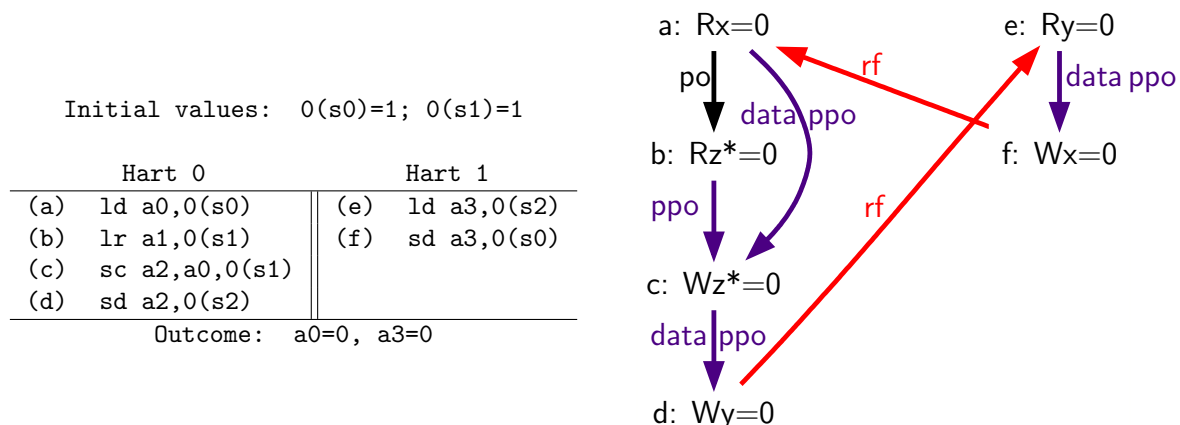 Initial values: 0(s0)=1; 0(s1)=1
Hart 0 Hart 1
(a) ld a0,0(s0) (e) ld a3,0(s2)
(b) lr a1,0(s1) (f) sd a3,0(s0)
(c) sc a2,a0,0(s1)
(d) sd a2,0(s2)
Outcome: a0=0, a3=0
a: Rx=0 e: Ry=0
po rf data ppo
data ppo
b: Rz*=0 f: Wx=0
ppo rf
c: Wz*=0
data ppo
d: Wy=0